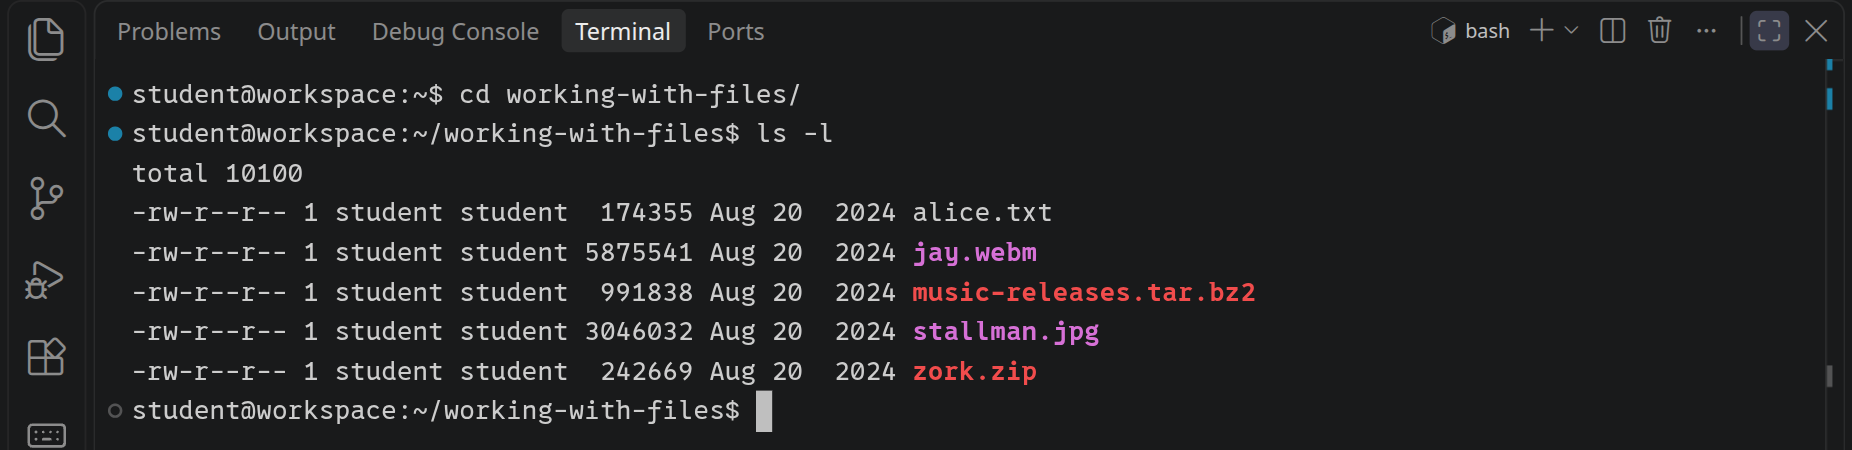 Problems Output Debug Console Terminal Ports bash
student@workspace:~$ cd working-with-files/
student@workspace:~/working-with-files$ ls -l
total 10100
-rw-r--r-- 1 student student  174355 Aug 20  2024 alice.txt
-rw-r--r-- 1 student student 5875541 Aug 20  2024 jay.webm
-rw-r--r-- 1 student student  991838 Aug 20  2024 music-releases.tar.bz2
-rw-r--r-- 1 student student 3046032 Aug 20  2024 stallman.jpg
-rw-r--r-- 1 student student  242669 Aug 20  2024 zork.zip
student@workspace:~/working-with-files$